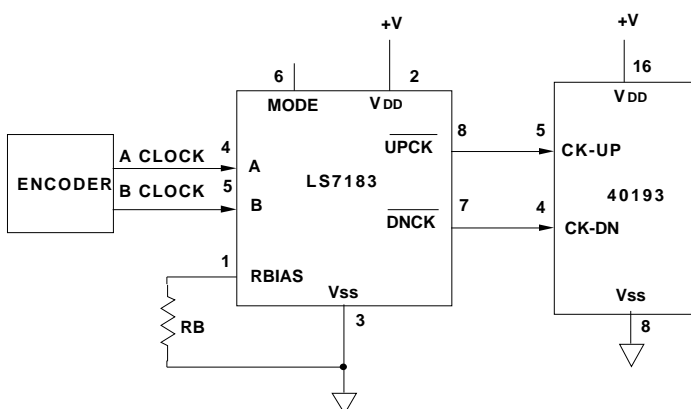 +V
+V
6
2
16
MODE
VDD
VDD
ENCODER
A CLOCK
4
A
B CLOCK
5
B
LS7183
UPCK
8
5
CK-UP
40193
DNCK
7
4
CK-DN
1
RBIAS
RB
Vss
3
Vss
8